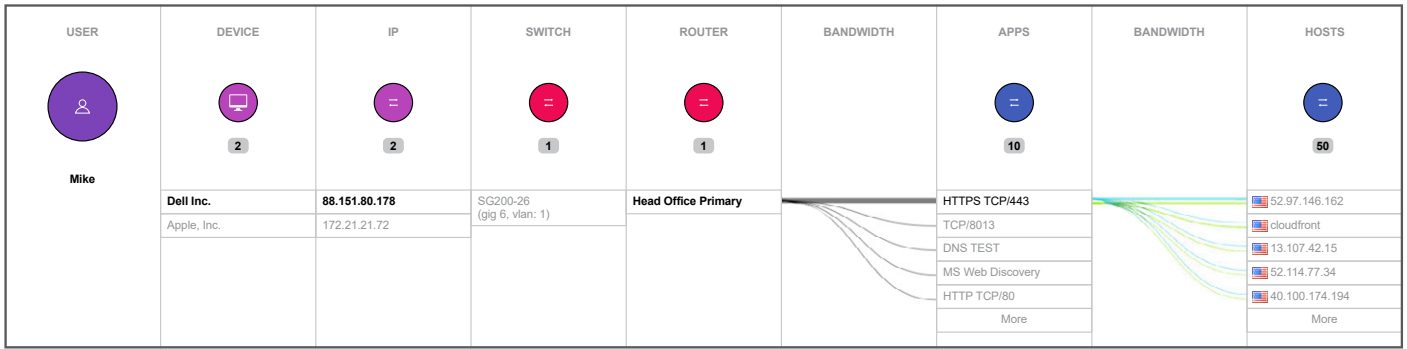 USER DEVICE IP SWITCH ROUTER BANDWIDTH APPS BANDWIDTH HOSTS
2 2 1 1 10 50
Mike
Dell Inc. 88.151.80.178 SG200-26 Head Office Primary HTTPS TCP/443 52.97.146.162
(gig 6, vlan: 1)
Apple, Inc. 172.21.21.72 TCP/8013 cloudfront
DNS TEST 13.107.42.15
MS Web Discovery 52.114.77.34
HTTP TCP/80 40.100.174.194
More More